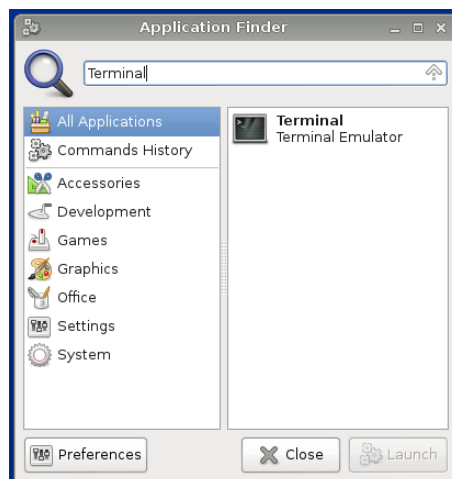 Application Finder
Terminal
All Applications
Commands History
Accessories
Development
Games
Graphics
Office
Settings
System
Terminal
Terminal Emulator
Preferences
Close
Launch